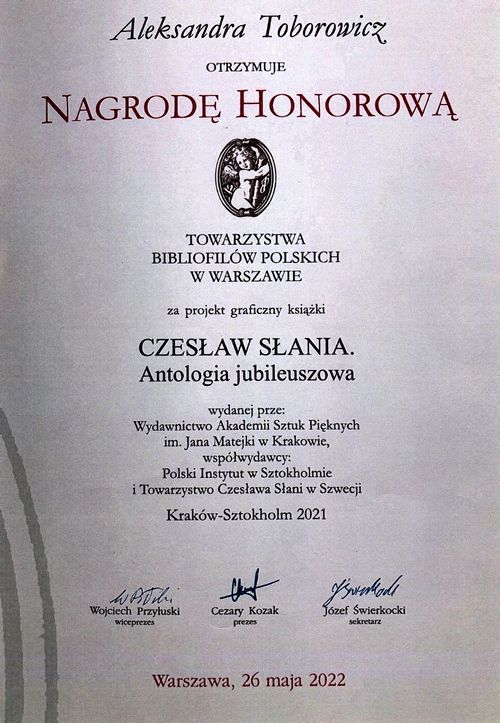 Aleksandra Toborowicz
OTRZYMUJE
NAGRODĘ HONOROWĄ
TOWARZYSTWA
BIBLIOFILÓW POLSKICH
W WARSZAWIE
za projekt graficzny książki
CZESŁAW SŁANIA.
Antologia jubileuszowa
wydanej prze:
Wydawnictwo Akademii Sztuk Pięknych
im. Jana Matejki w Krakowie,
współwydawcy:
Polski Instytut w Sztokholmie
i Towarzystwo Czesława Słani w Szwecji
Kraków-Sztokholm 2021
Wojciech Przyłuski Cezary Kozak Józef Świerkocki
wiceprezes prezes sekretarz
Warszawa, 26 maja 2022